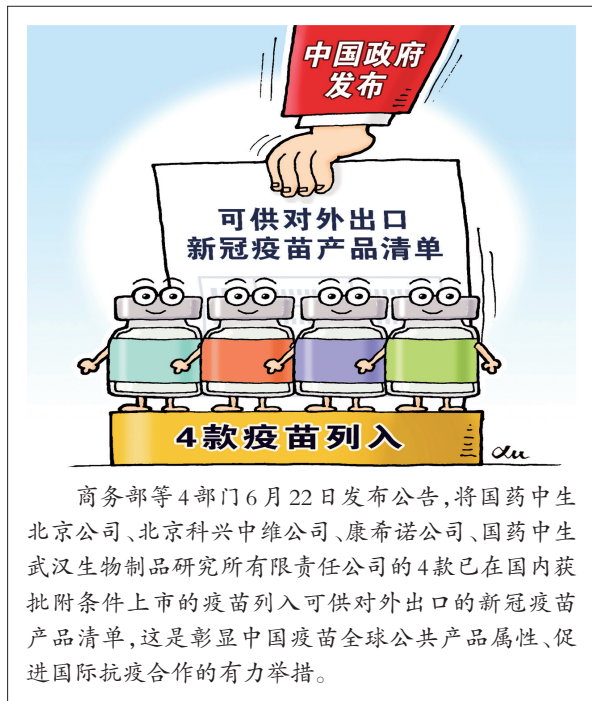 中国政府
发布
可供对外出口
新冠疫苗产品清单
4款疫苗列入
商务部等4部门6月22日发布公告,将国药中生
北京公司、北京科兴中维公司、康希诺公司、国药中生
武汉生物制品研究所有限责任公司的4款已在国内获
批附条件上市的疫苗列入可供对外出口的新冠疫苗
产品清单,这是彰显中国疫苗全球公共产品属性、促
进国际抗疫合作的有力举措。